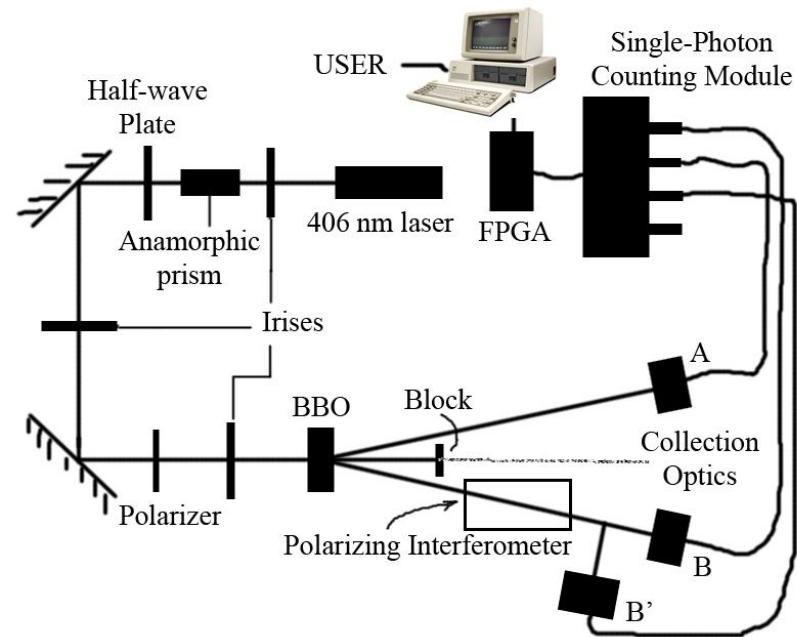 USER
Single-Photon
Counting Module
Half-wave
Plate
406 nm laser
FPGA
Anamorphic
prism
Irises
A
BBO
Block
Collection
Optics
Polarizer
Polarizing Interferometer
B
B’